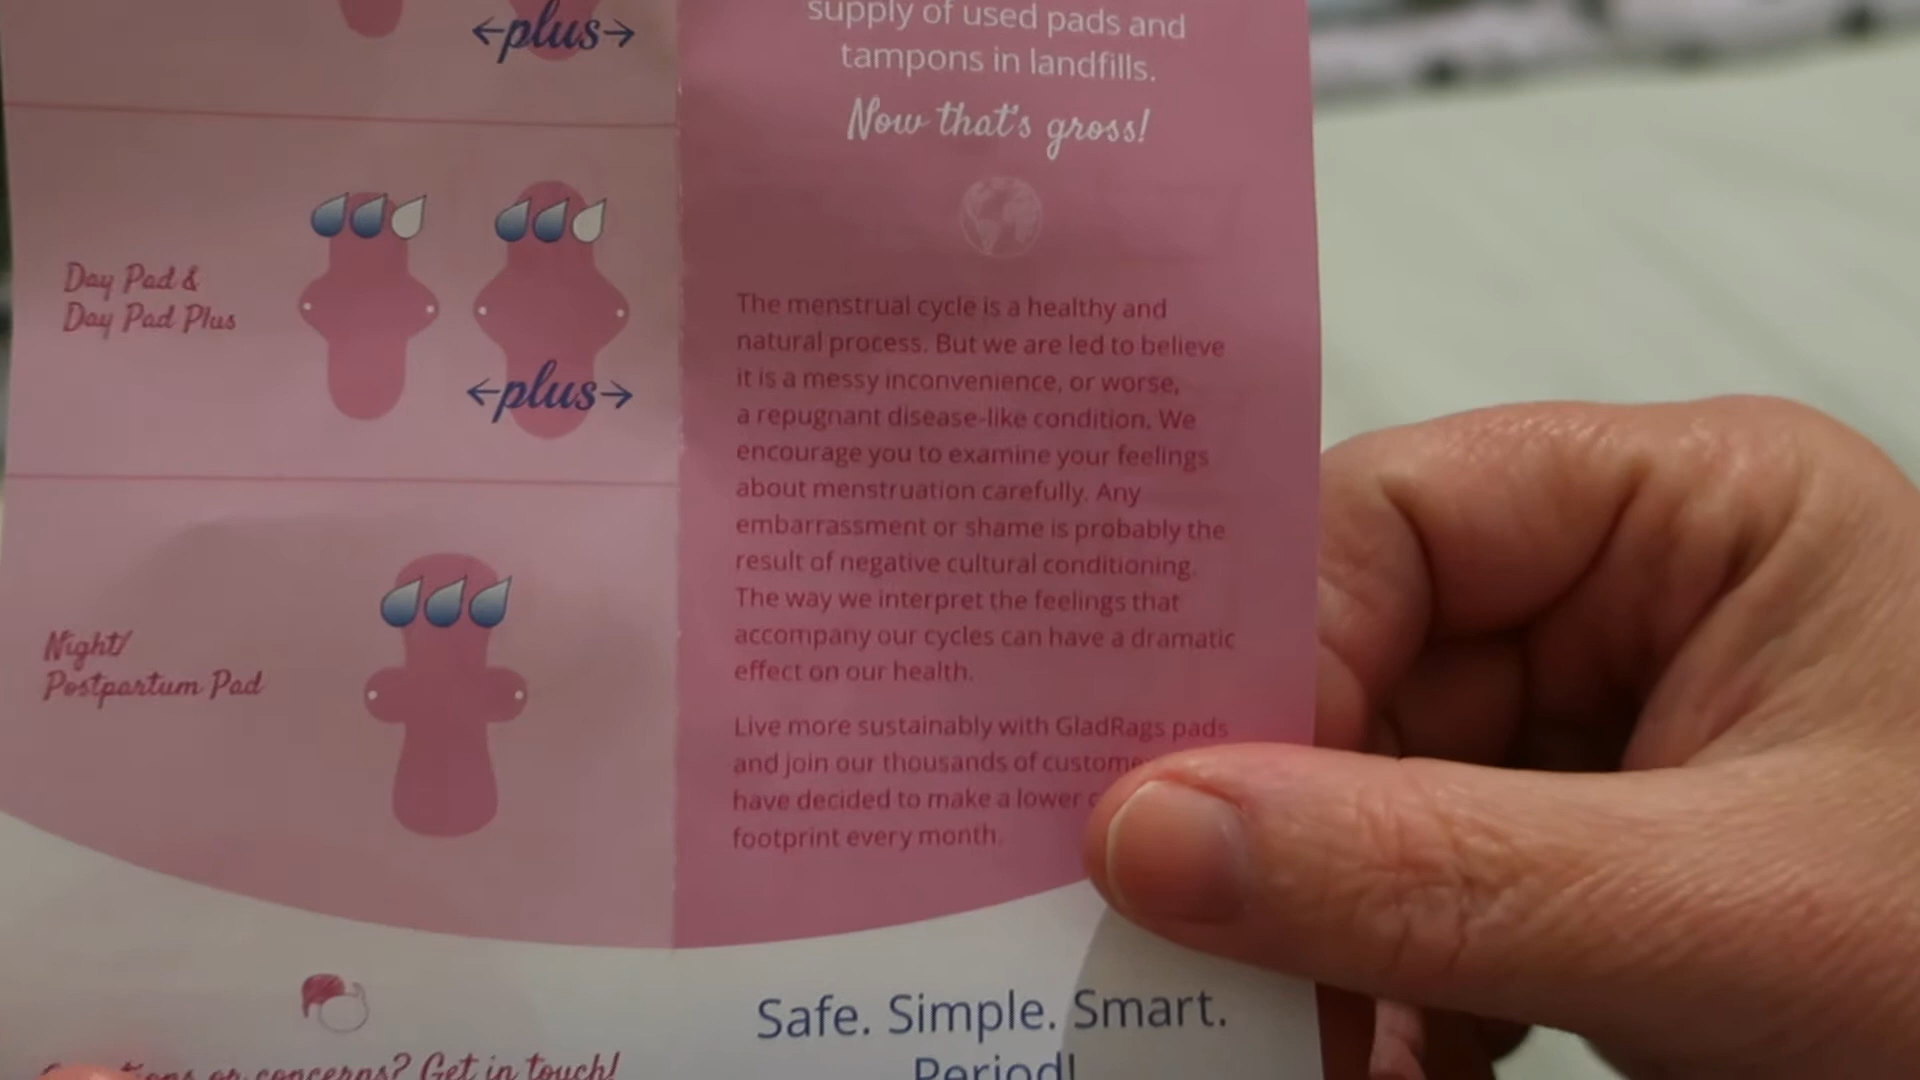 ←plus→
Day Pad &
Day Pad Plus
←plus→
Night/
Postpartum Pad
or concerns? Get in touch!
supply of used pads and
tampons in landfills.
Now that's gross!
The menstrual cycle is a healthy and
natural process. But we are led to believe
it is a messy inconvenience, or worse,
a repugnant disease-like condition. We
encourage you to examine your feelings
about menstruation carefully. Any
embarrassment or shame is probably the
result of negative cultural conditioning.
The way we interpret the feelings that
accompany our cycles can have a dramatic
effect on our health.
Live more sustainably with GladRags pads
and join our thousands of
have decided to make a lower
footprint every month.
Safe. Simple. Smart.
Period!